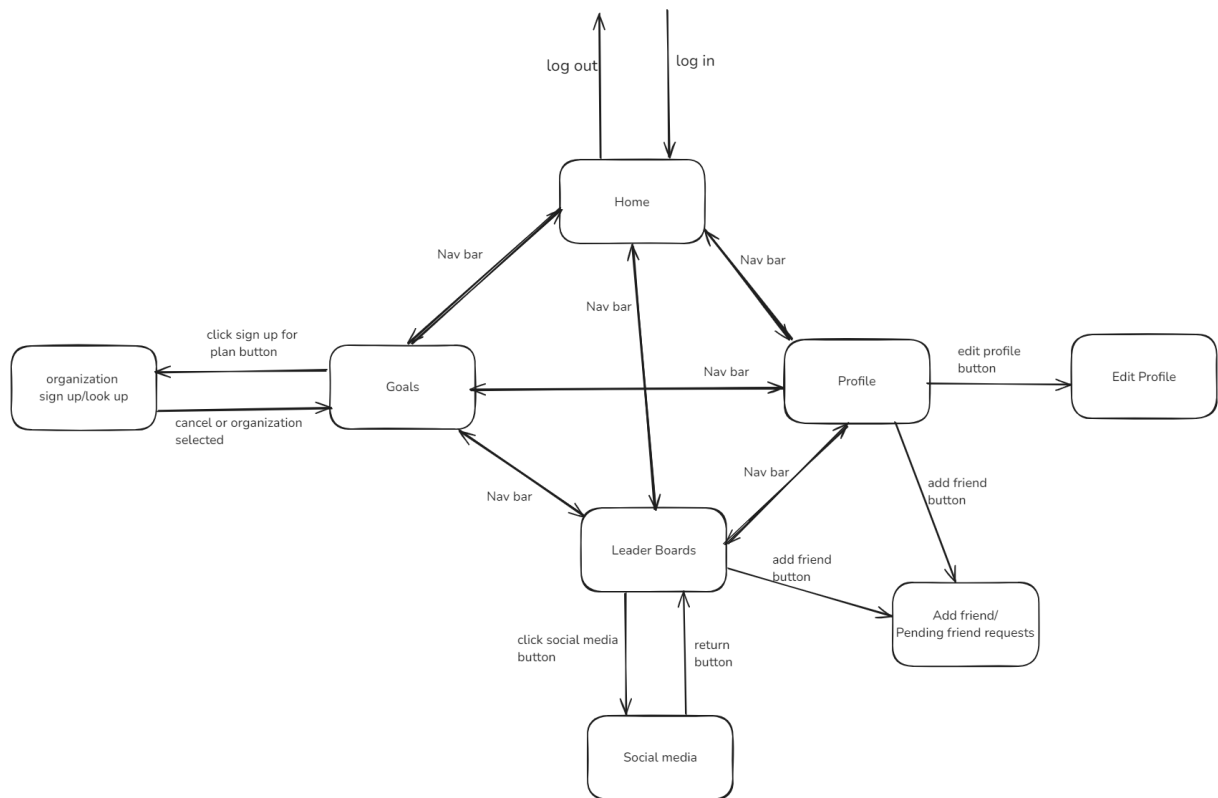 log out
log in
Home
Nav bar
Nav bar
Nav bar
click sign up for
plan button
organization
sign up/look up
Goals
cancel or organization
selected
Nav bar
Profile
edit profile
button
Edit Profile
Nav bar
Nav bar
add friend
button
Leader Boards
add friend
button
Add friend/
Pending friend requests
click social media
button
return
button
Social media